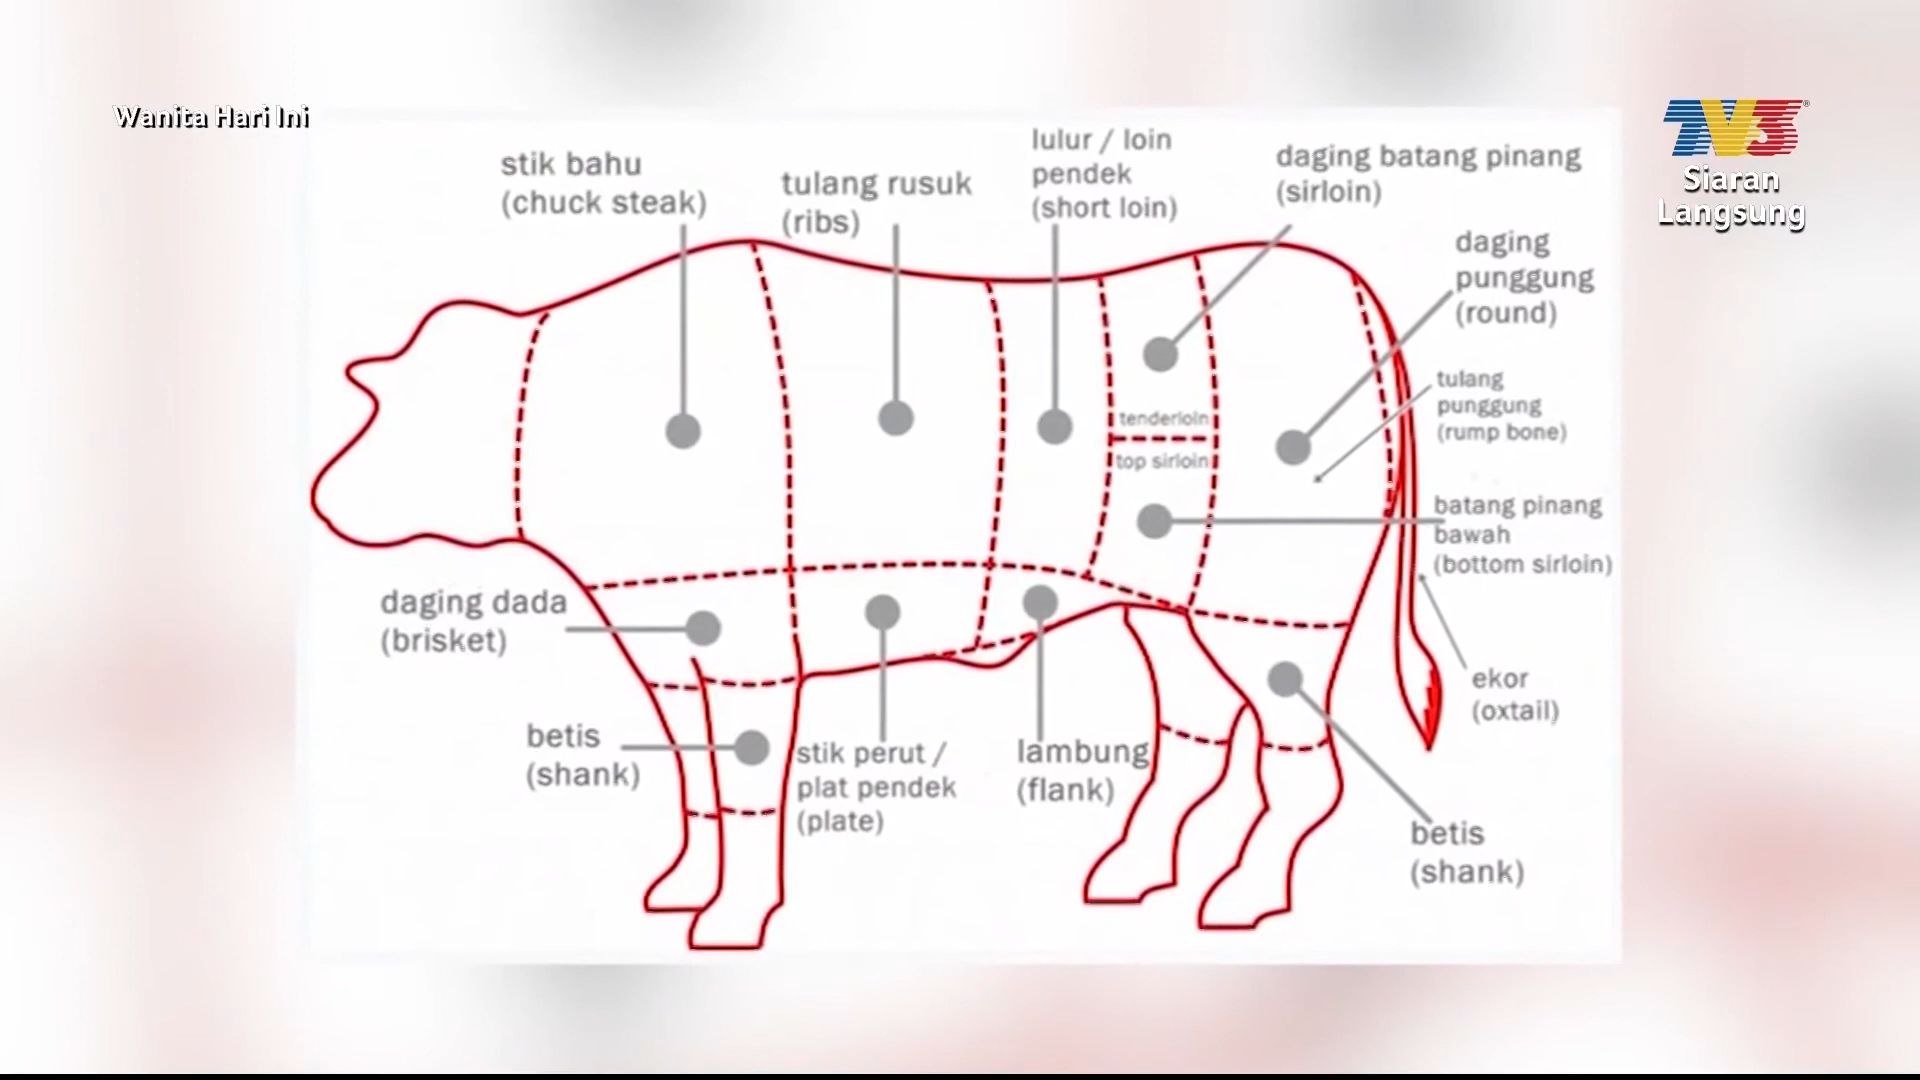 Wanita Hari Ini
TV3
Siaran
Langsung
stik bahu
(chuck steak)
tulang rusuk
(ribs)
lulur / loin
pendek
(short loin)
daging batang pinang
(sirloin)
daging
punggung
(round)
tulang
punggung
(rump bone)
tenderloin
top sirloin
batang pinang
bawah
(bottom sirloin)
daging dada
(brisket)
ekor
(oxtail)
betis
(shank)
stik perut /
plat pendek
(plate)
lambung
(flank)
betis
(shank)